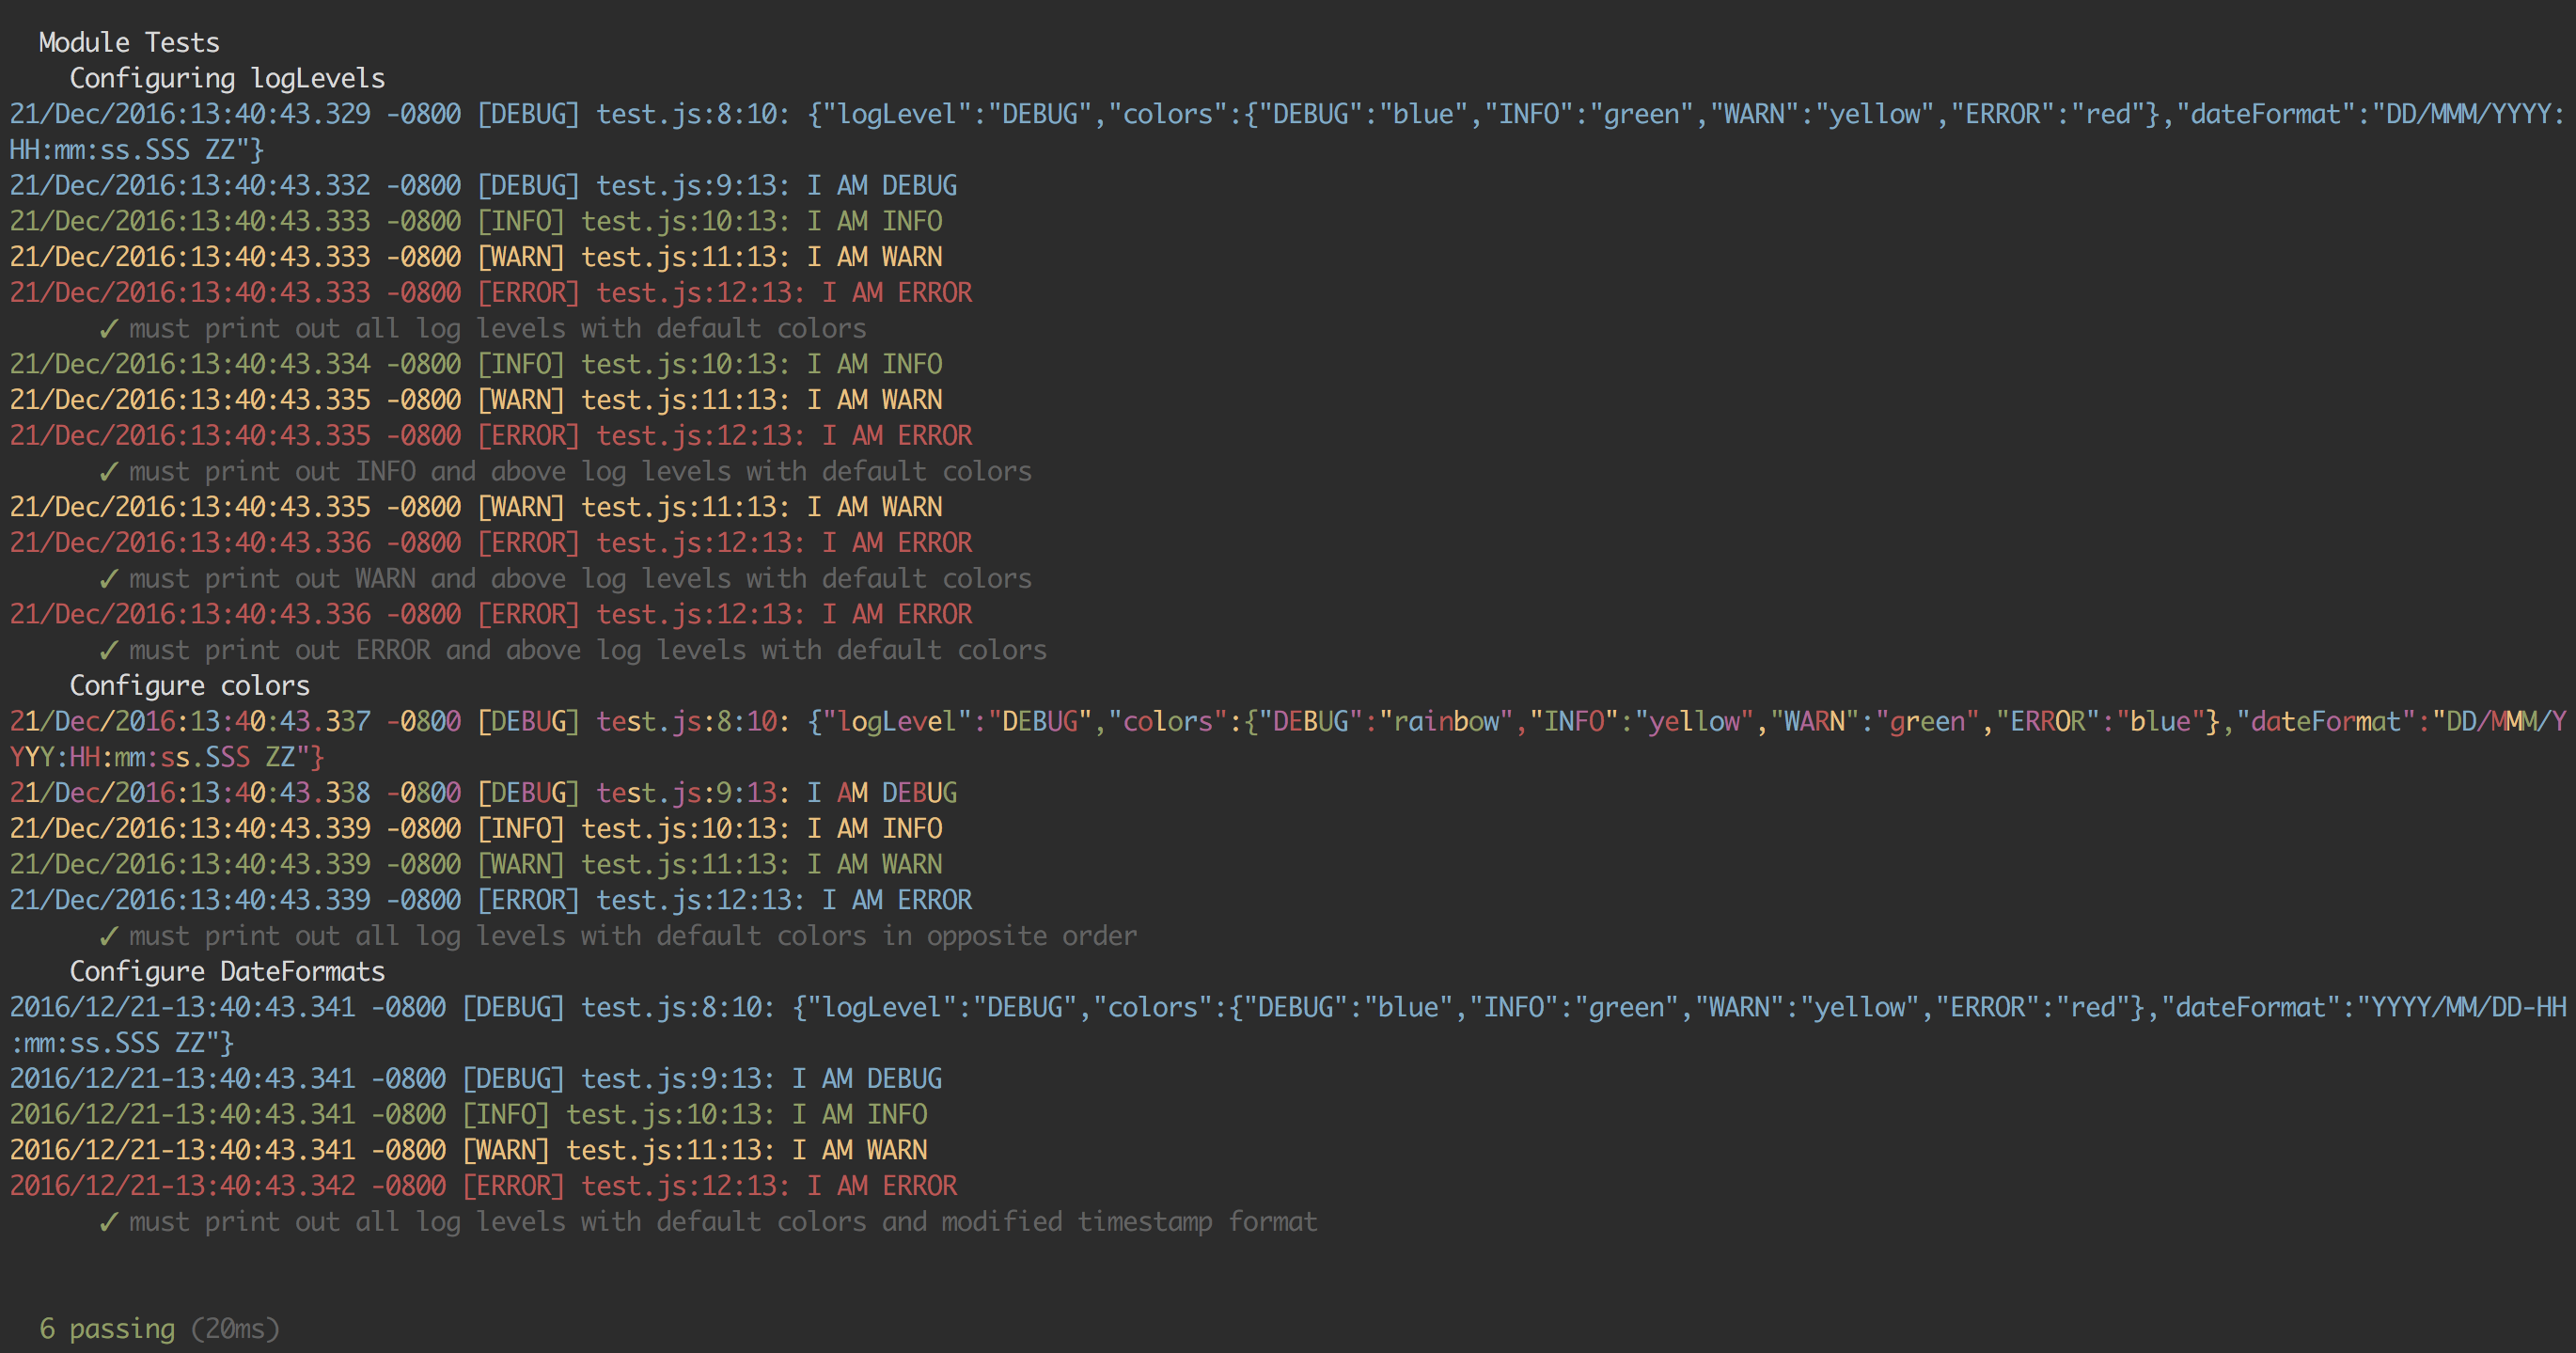 Module Tests
Configuring logLevels
21/Dec/2016:13:40:43.329 -0800 [DEBUG] test.js:8:10: {"logLevel":"DEBUG","colors":{"DEBUG":"blue","INFO":"green","WARN":"yellow","ERROR":"red"},"dateFormat":"DD/MMM/YYYY:
HH:mm:ss.SSS ZZ"}
21/Dec/2016:13:40:43.332 -0800 [DEBUG] test.js:9:13: I AM DEBUG
21/Dec/2016:13:40:43.333 -0800 [INFO] test.js:10:13: I AM INFO
21/Dec/2016:13:40:43.333 -0800 [WARN] test.js:11:13: I AM WARN
21/Dec/2016:13:40:43.333 -0800 [ERROR] test.js:12:13: I AM ERROR
✓ must print out all log levels with default colors
21/Dec/2016:13:40:43.334 -0800 [INFO] test.js:10:13: I AM INFO
21/Dec/2016:13:40:43.335 -0800 [WARN] test.js:11:13: I AM WARN
21/Dec/2016:13:40:43.335 -0800 [ERROR] test.js:12:13: I AM ERROR
✓ must print out INFO and above log levels with default colors
21/Dec/2016:13:40:43.335 -0800 [WARN] test.js:11:13: I AM WARN
21/Dec/2016:13:40:43.336 -0800 [ERROR] test.js:12:13: I AM ERROR
✓ must print out WARN and above log levels with default colors
21/Dec/2016:13:40:43.336 -0800 [ERROR] test.js:12:13: I AM ERROR
✓ must print out ERROR and above log levels with default colors
Configure colors
21/Dec/2016:13:40:43.337 -0800 [DEBUG] test.js:8:10: {"logLevel":"DEBUG","colors":{"DEBUG":"rainbow","INFO":"yellow","WARN":"green","ERROR":"blue"},"dateFormat":"DD/MMM/Y
YYY:HH:mm:ss.SSS ZZ"}
21/Dec/2016:13:40:43.338 -0800 [DEBUG] test.js:9:13: I AM DEBUG
21/Dec/2016:13:40:43.339 -0800 [INFO] test.js:10:13: I AM INFO
21/Dec/2016:13:40:43.339 -0800 [WARN] test.js:11:13: I AM WARN
21/Dec/2016:13:40:43.339 -0800 [ERROR] test.js:12:13: I AM ERROR
✓ must print out all log levels with default colors in opposite order
Configure DateFormats
2016/12/21-13:40:43.341 -0800 [DEBUG] test.js:8:10: {"logLevel":"DEBUG","colors":{"DEBUG":"blue","INFO":"green","WARN":"yellow","ERROR":"red"},"dateFormat":"YYYY/MM/DD-HH
:mm:ss.SSS ZZ"}
2016/12/21-13:40:43.341 -0800 [DEBUG] test.js:9:13: I AM DEBUG
2016/12/21-13:40:43.341 -0800 [INFO] test.js:10:13: I AM INFO
2016/12/21-13:40:43.341 -0800 [WARN] test.js:11:13: I AM WARN
2016/12/21-13:40:43.342 -0800 [ERROR] test.js:12:13: I AM ERROR
✓ must print out all log levels with default colors and modified timestamp format
6 passing (20ms)